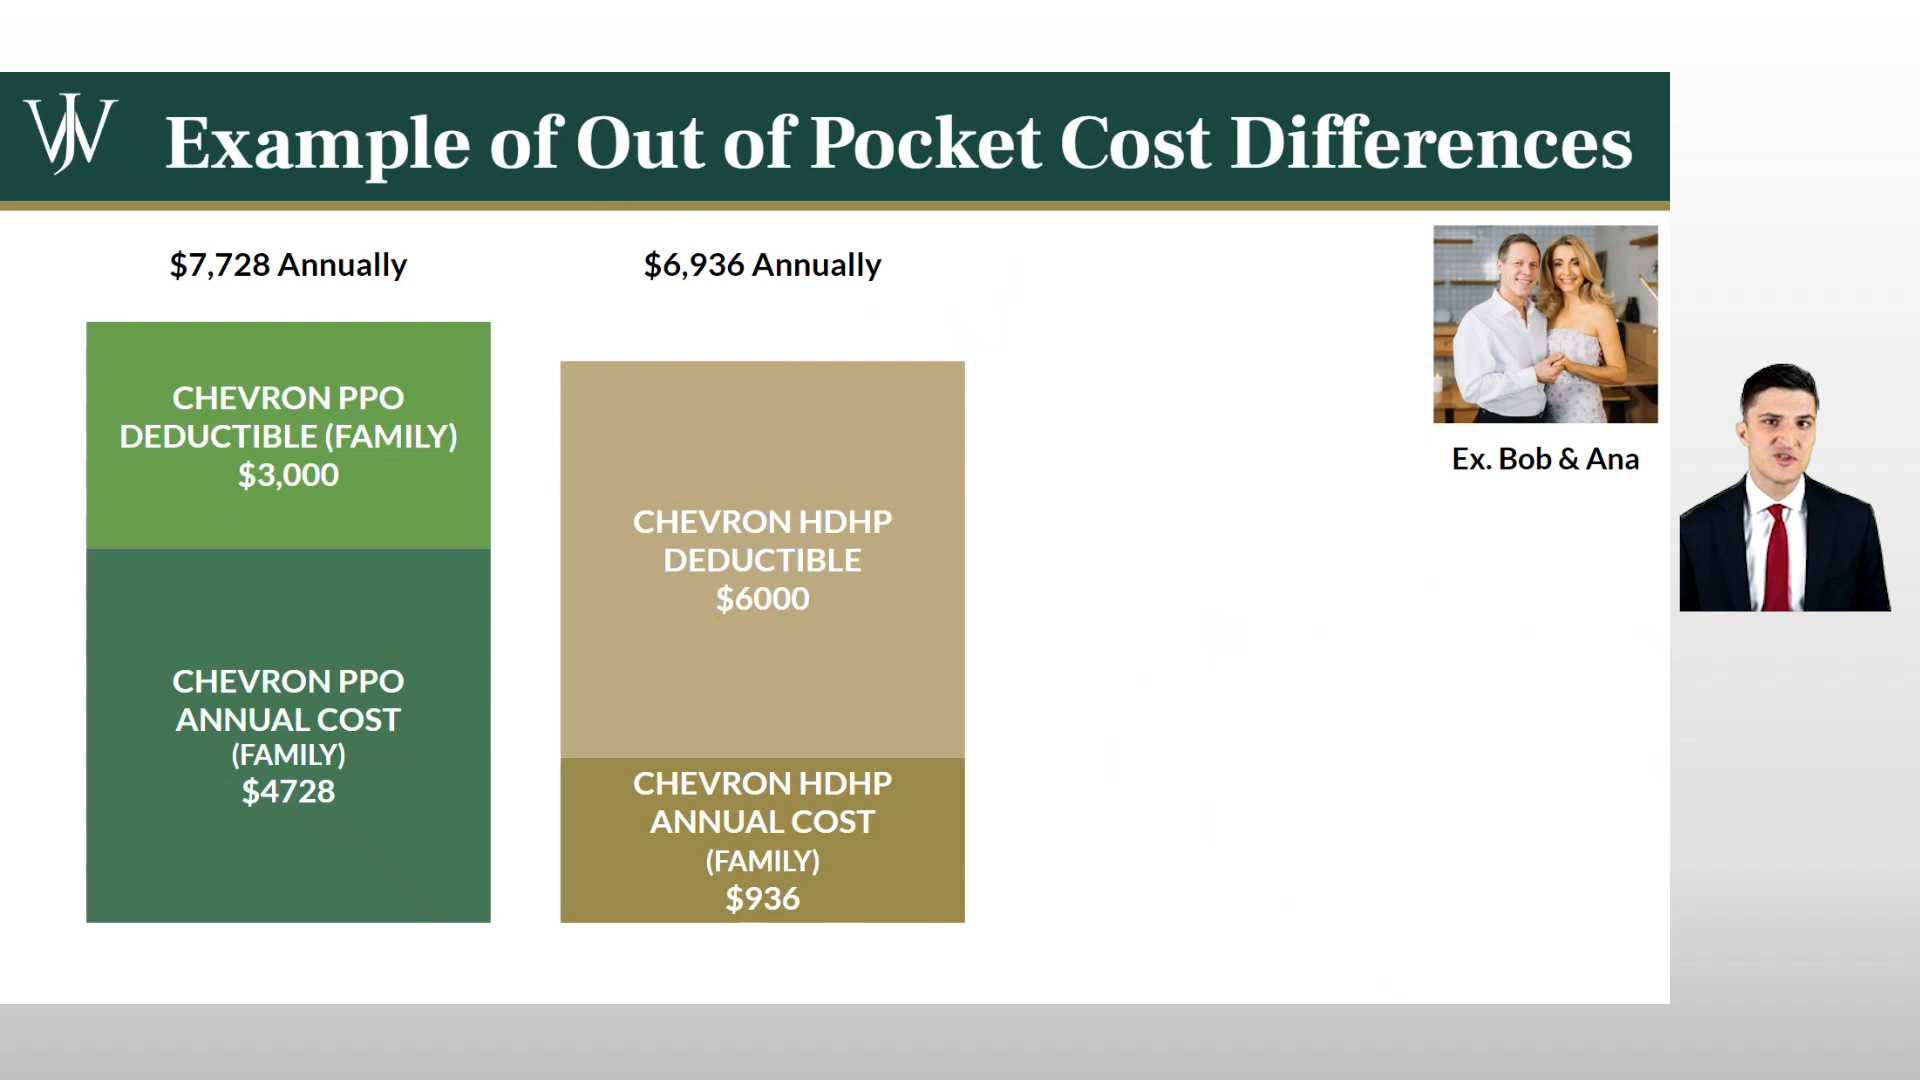 WJ
Example of Out of Pocket Cost Differences
$7,728 Annually
$6,936 Annually
CHEVRON PPO
DEDUCTIBLE (FAMILY)
$3,000
CHEVRON PPO
ANNUAL COST
(FAMILY)
$4728
CHEVRON HDHP
DEDUCTIBLE
$6000
CHEVRON HDHP
ANNUAL COST
(FAMILY)
$936
Ex. Bob & Ana